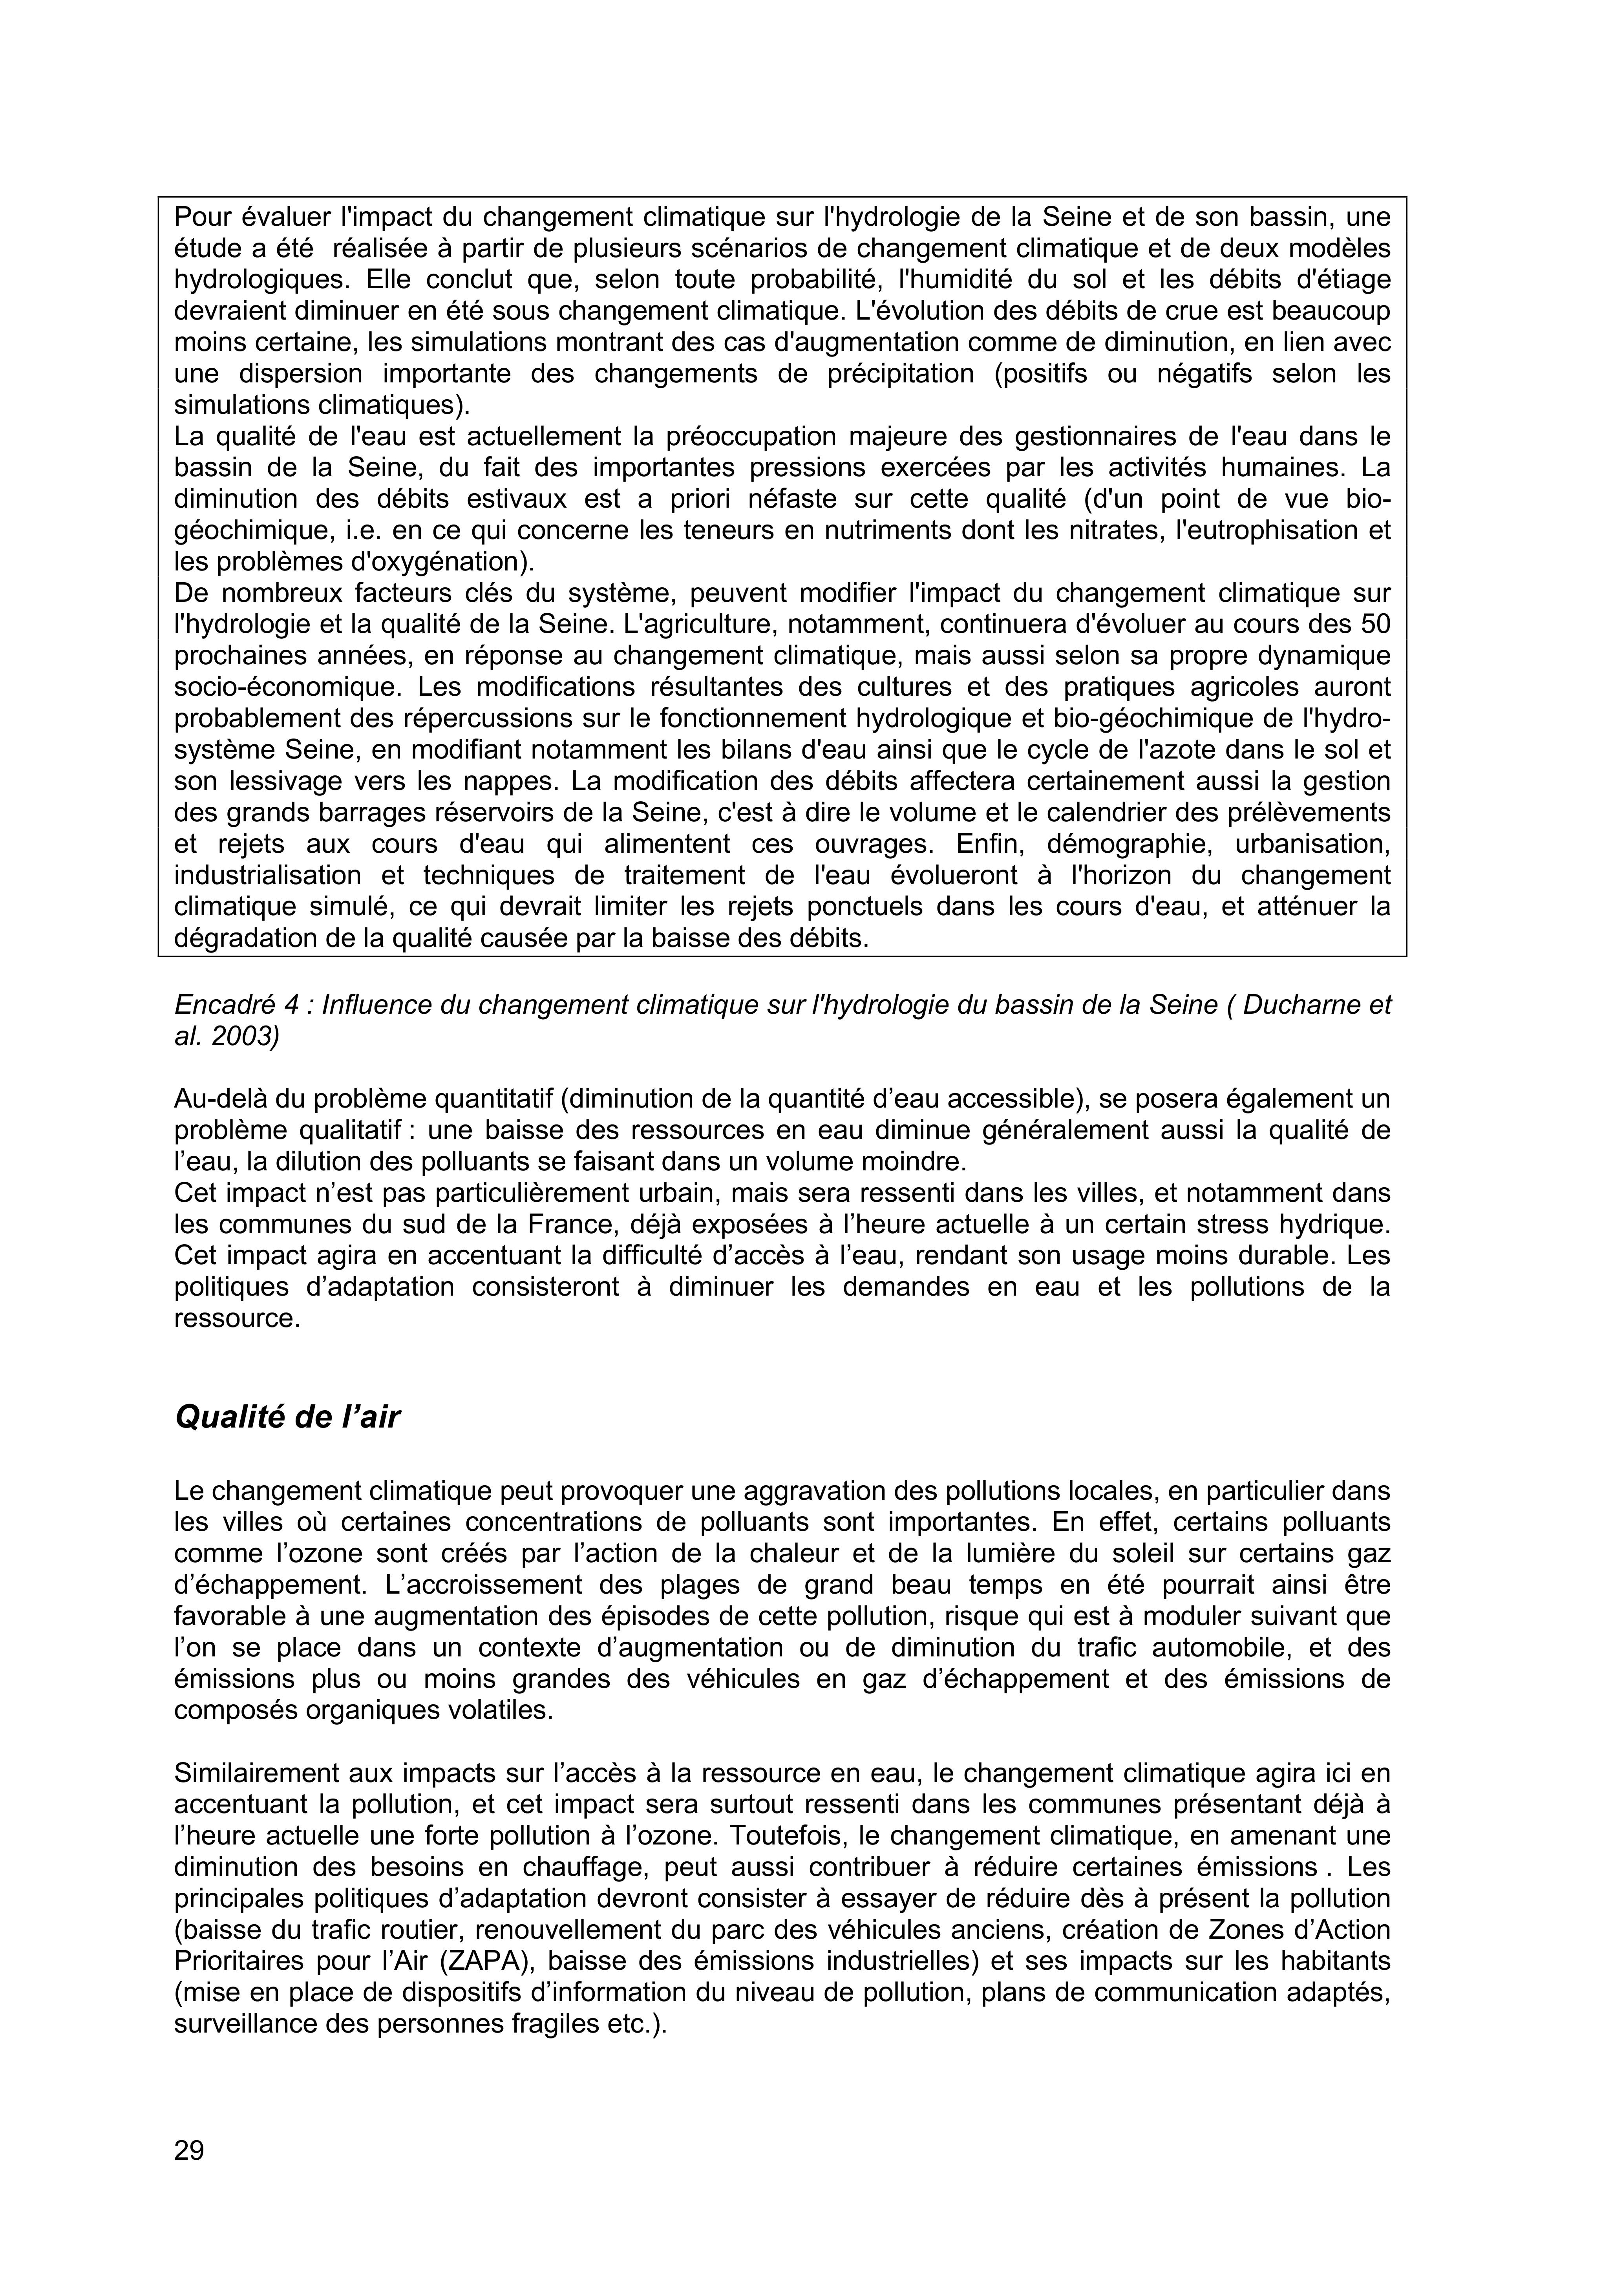 Pour évaluer l'impact du changement climatique sur l'hydrologie de la Seine et de son bassin, une
étude a été  réalisée à partir de plusieurs scénarios de changement climatique et de deux modèles
hydrologiques. Elle conclut que, selon toute probabilité, l'humidité du sol et les débits d'étiage
devraient diminuer en été sous changement climatique. L'évolution des débits de crue est beaucoup
moins certaine, les simulations montrant des cas d'augmentation comme de diminution, en lien avec
une dispersion importante des changements de précipitation (positifs ou négatifs selon les
simulations climatiques).
La qualité de l'eau est actuellement la préoccupation majeure des gestionnaires de l'eau dans le
bassin de la Seine, du fait des importantes pressions exercées par les activités humaines. La
diminution des débits estivaux est a priori néfaste sur cette qualité (d'un point de vue bio-
géochimique, i.e. en ce qui concerne les teneurs en nutriments dont les nitrates, l'eutrophisation et
les problèmes d'oxygénation).
De nombreux facteurs clés du système, peuvent modifier l'impact du changement climatique sur
l'hydrologie et la qualité de la Seine. L'agriculture, notamment, continuera d'évoluer au cours des 50
prochaines années, en réponse au changement climatique, mais aussi selon sa propre dynamique
socio-économique. Les modifications résultantes des cultures et des pratiques agricoles auront
probablement des répercussions sur le fonctionnement hydrologique et bio-géochimique de l'hydro-
système Seine, en modifiant notamment les bilans d'eau ainsi que le cycle de l'azote dans le sol et
son lessivage vers les nappes. La modification des débits affectera certainement aussi la gestion
des grands barrages réservoirs de la Seine, c'est à dire le volume et le calendrier des prélèvements
et rejets aux cours d'eau qui alimentent ces ouvrages. Enfin, démographie, urbanisation,
industrialisation et techniques de traitement de l'eau évolueront à l'horizon du changement
climatique simulé, ce qui devrait limiter les rejets ponctuels dans les cours d'eau, et atténuer la
dégradation de la qualité causée par la baisse des débits.
Encadré 4 : Influence du changement climatique sur l'hydrologie du bassin de la Seine ( Ducharne et
al. 2003)
Au-delà du problème quantitatif (diminution de la quantité d’eau accessible), se posera également un
problème qualitatif : une baisse des ressources en eau diminue généralement aussi la qualité de
l’eau, la dilution des polluants se faisant dans un volume moindre.
Cet impact n’est pas particulièrement urbain, mais sera ressenti dans les villes, et notamment dans
les communes du sud de la France, déjà exposées à l’heure actuelle à un certain stress hydrique.
Cet impact agira en accentuant la difficulté d’accès à l’eau, rendant son usage moins durable. Les
politiques d’adaptation consisteront à diminuer les demandes en eau et les pollutions de la
ressource.
Qualité de l’air
Le changement climatique peut provoquer une aggravation des pollutions locales, en particulier dans
les villes où certaines concentrations de polluants sont importantes. En effet, certains polluants
comme l’ozone sont créés par l’action de la chaleur et de la lumière du soleil sur certains gaz
d’échappement. L’accroissement des plages de grand beau temps en été pourrait ainsi être
favorable à une augmentation des épisodes de cette pollution, risque qui est à moduler suivant que
l’on se place dans un contexte d’augmentation ou de diminution du trafic automobile, et des
émissions plus ou moins grandes des véhicules en gaz d’échappement et des émissions de
composés organiques volatiles.
Similairement aux impacts sur l’accès à la ressource en eau, le changement climatique agira ici en
accentuant la pollution, et cet impact sera surtout ressenti dans les communes présentant déjà à
l’heure actuelle une forte pollution à l’ozone. Toutefois, le changement climatique, en amenant une
diminution des besoins en chauffage, peut aussi contribuer à réduire certaines émissions . Les
principales politiques d’adaptation devront consister à essayer de réduire dès à présent la pollution
(baisse du trafic routier, renouvellement du parc des véhicules anciens, création de Zones d’Action
Prioritaires pour l’Air (ZAPA), baisse des émissions industrielles) et ses impacts sur les habitants
(mise en place de dispositifs d’information du niveau de pollution, plans de communication adaptés,
surveillance des personnes fragiles etc.).
29